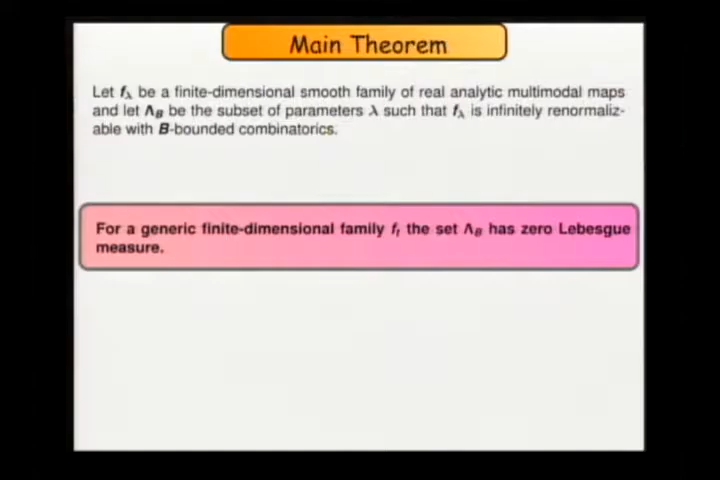 Main Theorem
Let fλ be a finite-dimensional smooth family of real analytic multimodal maps
and let ΛB be the subset of parameters λ such that fλ is infinitely renormaliz-
able with B-bounded combinatorics.
For a generic finite-dimensional family ft the set ΛB has zero Lebesgue
measure.